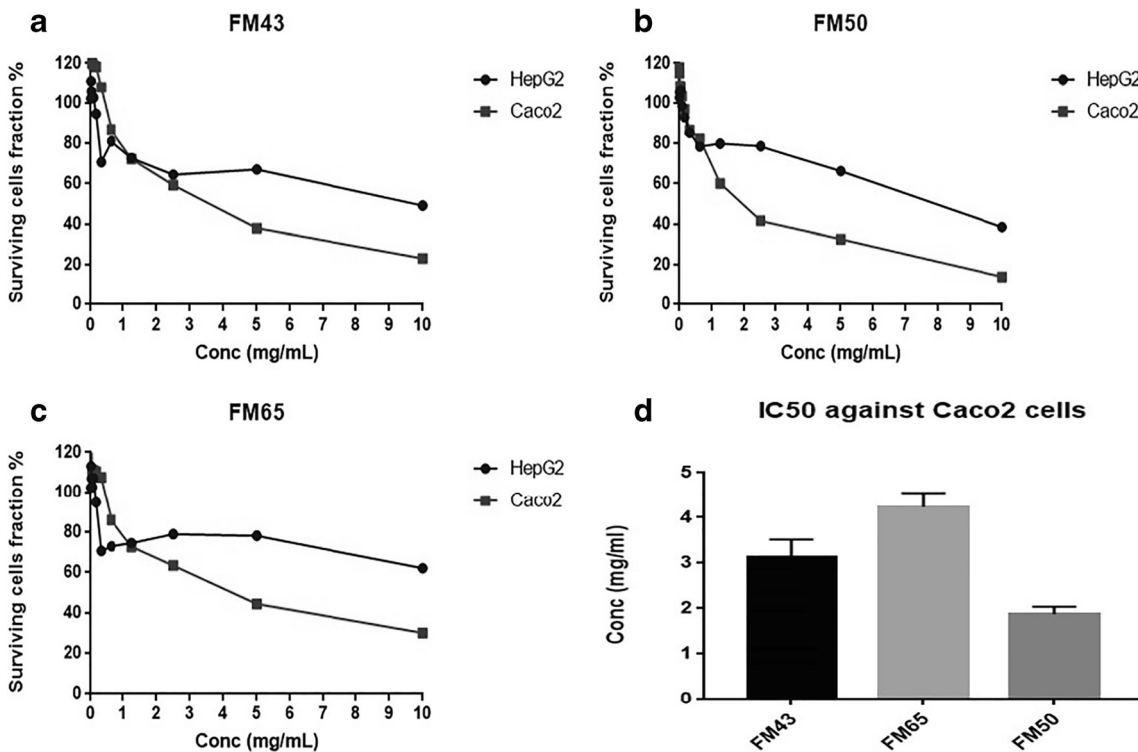 a
FM43
Surviving cells fraction %
120
100
80
60
40
20
0
0 1 2 3 4 5 6 7 8 9 10
Conc (mg/mL)
HepG2
Caco2
b
FM50
Surviving cells fraction %
120
100
80
60
40
20
0
0 1 2 3 4 5 6 7 8 9 10
Conc (mg/mL)
HepG2
Caco2
c
FM65
Surviving cells fraction %
120
100
80
60
40
20
0
0 1 2 3 4 5 6 7 8 9 10
Conc (mg/mL)
HepG2
Caco2
d
IC50 against Caco2 cells
Conc (mg/ml)
5
4
3
2
1
0
FM43
FM65
FM50